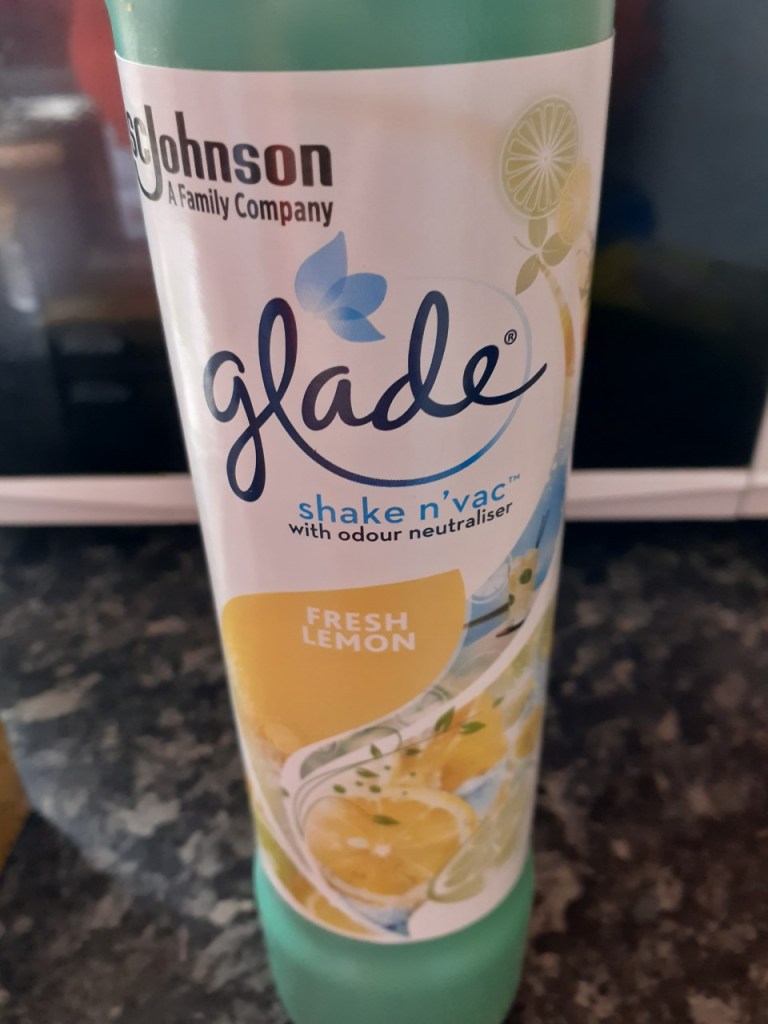 scJohnson
A Family Company
glade®
shake n'vac™
with odour neutraliser
FRESH
LEMON